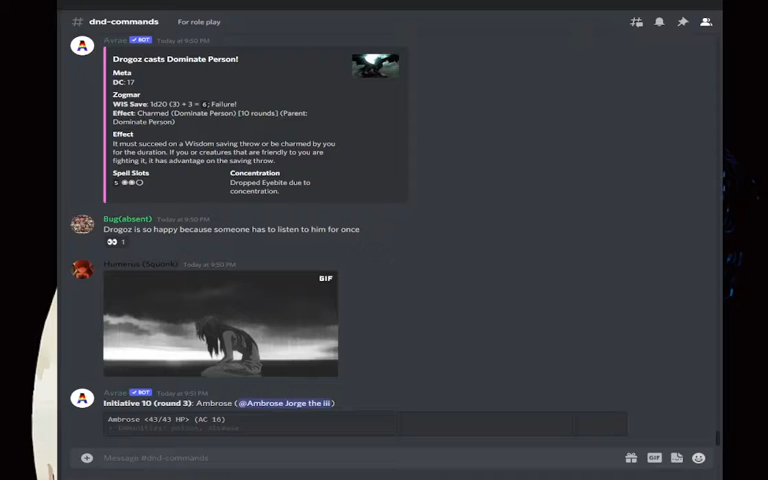 dnd-commands For role play
Avrae BOT Today at 9:50 PM
Drogoz casts Dominate Person!
Meta
DC: 17
Zogmar
WIS Save: 1d20 (3) + 3 = 6; Failure!
Effect: Charmed (Dominate Person) [10 rounds] (Parent:
Dominate Person)
Effect
It must succeed on a Wisdom saving throw or be charmed by you
for the duration. If you or creatures that are friendly to you are
fighting it, it has advantage on the saving throw.
Spell Slots
5
Concentration
Dropped Eyebite due to
concentration.
Bug(absent) Today at 9:50 PM
Drogoz is so happy because someone has to listen to him for once
1
Humerus (Squonk) Today at 9:50 PM
GIF
Avrae BOT Today at 9:51 PM
Initiative 10 (round 3): Ambrose (@Ambrose Jorge the iii)
Ambrose <43/43 HP> (AC 16)
disease
Message #dnd-commands
GIF